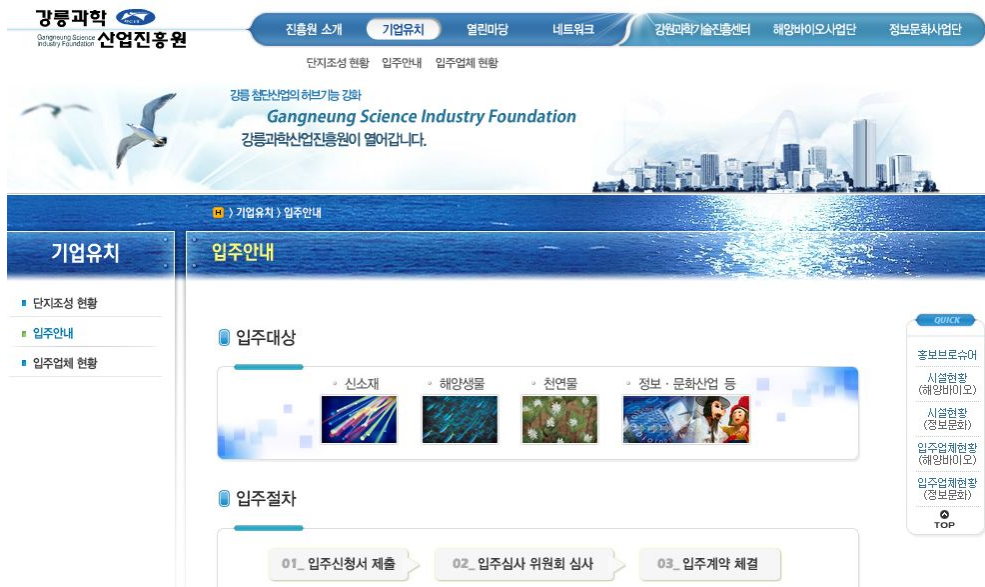 강릉과학
Gangneung Science
Industry Foundation
산업진흥원
진흥원 소개 기업유치 열린마당 네트워크 강원과학기술진흥센터 해양바이오사업단 정보문화사업단
단지조성 현황 입주안내 입주업체 현황
강릉 첨단산업의 허브기능 강화
Gangneung Science Industry Foundation
강릉과학산업진흥원이 열어갑니다.
H > 기업유치 > 입주안내
기업유치
입주안내
단지조성 현황
입주안내
입주업체 현황
입주대상
신소재 해양생물 천연물 정보 · 문화산업 등
입주절차
01_ 입주신청서 제출 02_ 입주심사 위원회 심사 03_ 입주계약 체결
QUICK
홍보브로슈어
시설현황
(해양바이오)
시설현황
(정보문화)
입주업체현황
(해양바이오)
입주업체현황
(정보문화)
TOP